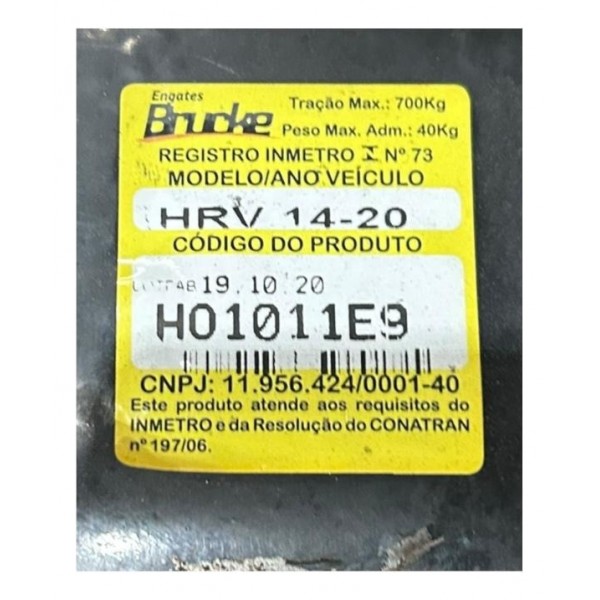 Engates
Brucke
Tração Max.: 700Kg
Peso Max. Adm.: 40Kg
REGISTRO INMETRO Nº 73
MODELO/ANO VEÍCULO
HRV 14-20
CÓDIGO DO PRODUTO
19.10.20
HO1011E9
CNPJ: 11.956.424/0001-40
Este produto atende aos requisitos do
INMETRO e da Resolução do CONATRAN
nº 197/06.